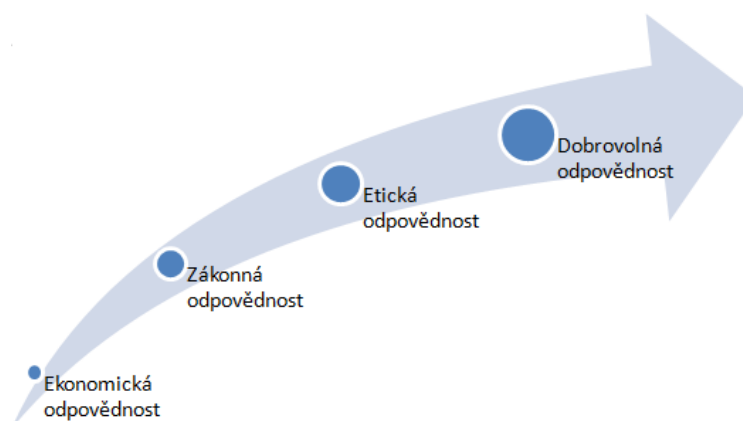 Dobrovolná
odpovědnost
Etická
odpovědnost
Zákonná
odpovědnost
Ekonomická
odpovědnost